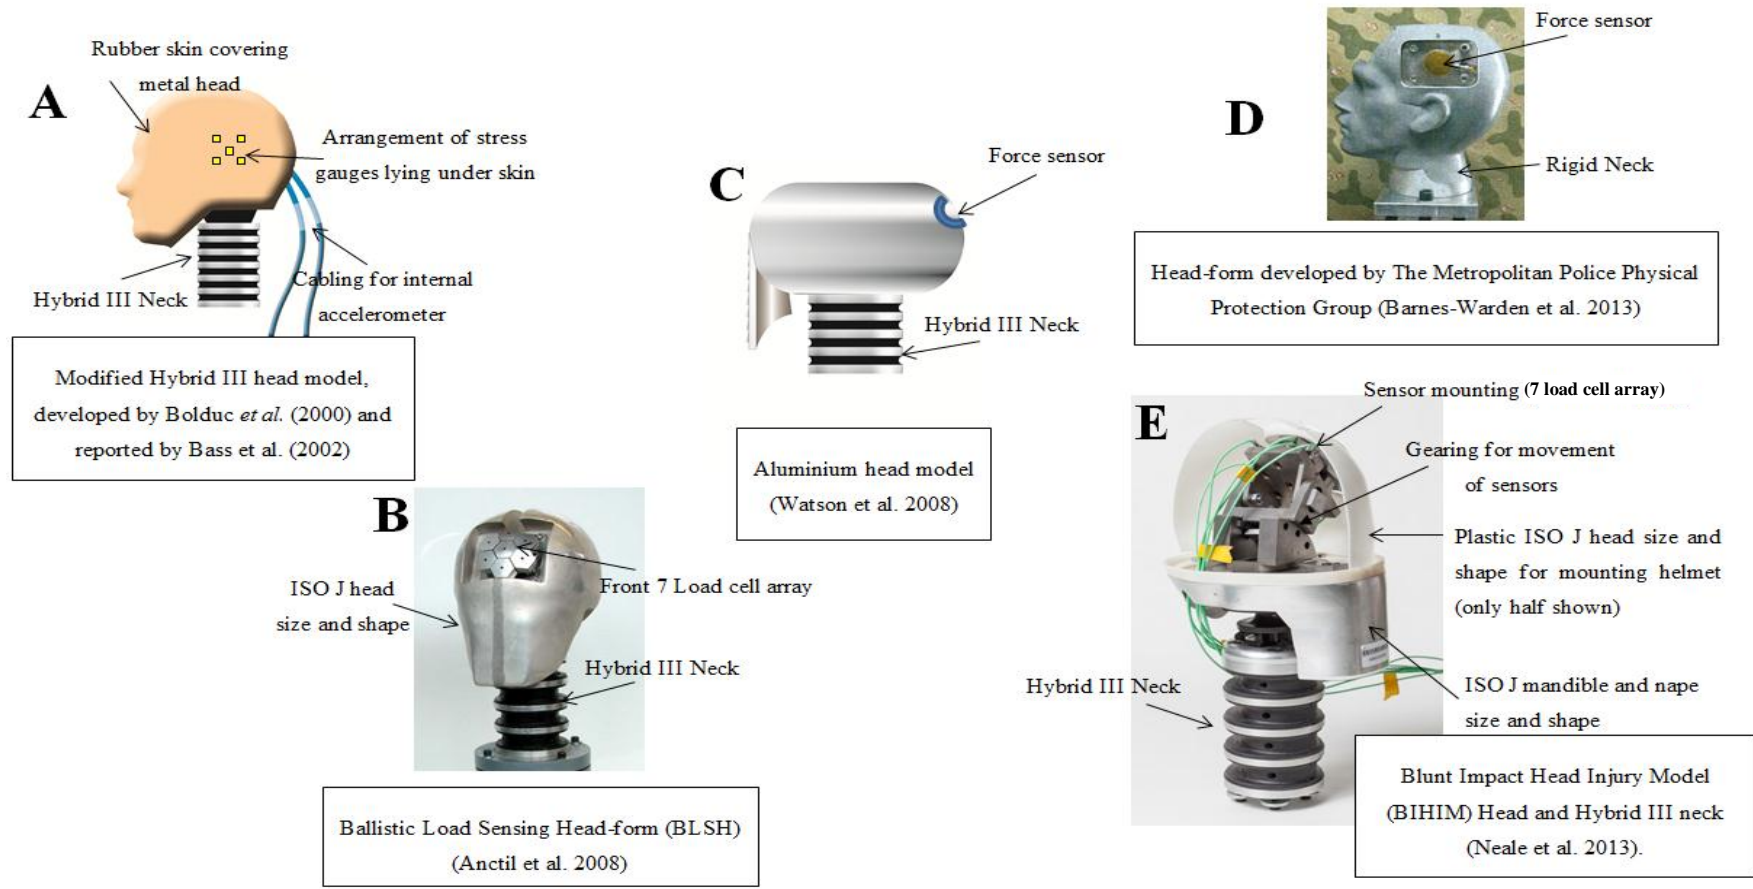 A
Rubber skin covering
metal head
Arrangement of stress
gauges lying under skin
Cabling for internal
accelerometer
Hybrid III Neck
Modified Hybrid III head model,
developed by Bolduc et al. (2000) and
reported by Bass et al. (2002)
B
ISO J head
size and shape
Front 7 Load cell array
Hybrid III Neck
Ballistic Load Sensing Head-form (BLSH)
(Anctil et al. 2008)
C
Force sensor
Hybrid III Neck
Aluminium head model
(Watson et al. 2008)
D
Force sensor
Rigid Neck
Head-form developed by The Metropolitan Police Physical
Protection Group (Barnes-Warden et al. 2013)
E
Sensor mounting (7 load cell array)
Gearing for movement
of sensors
Plastic ISO J head size and
shape for mounting helmet
(only half shown)
Hybrid III Neck
ISO J mandible and nape
size and shape
Blunt Impact Head Injury Model
(BIHIM) Head and Hybrid III neck
(Neale et al. 2013).